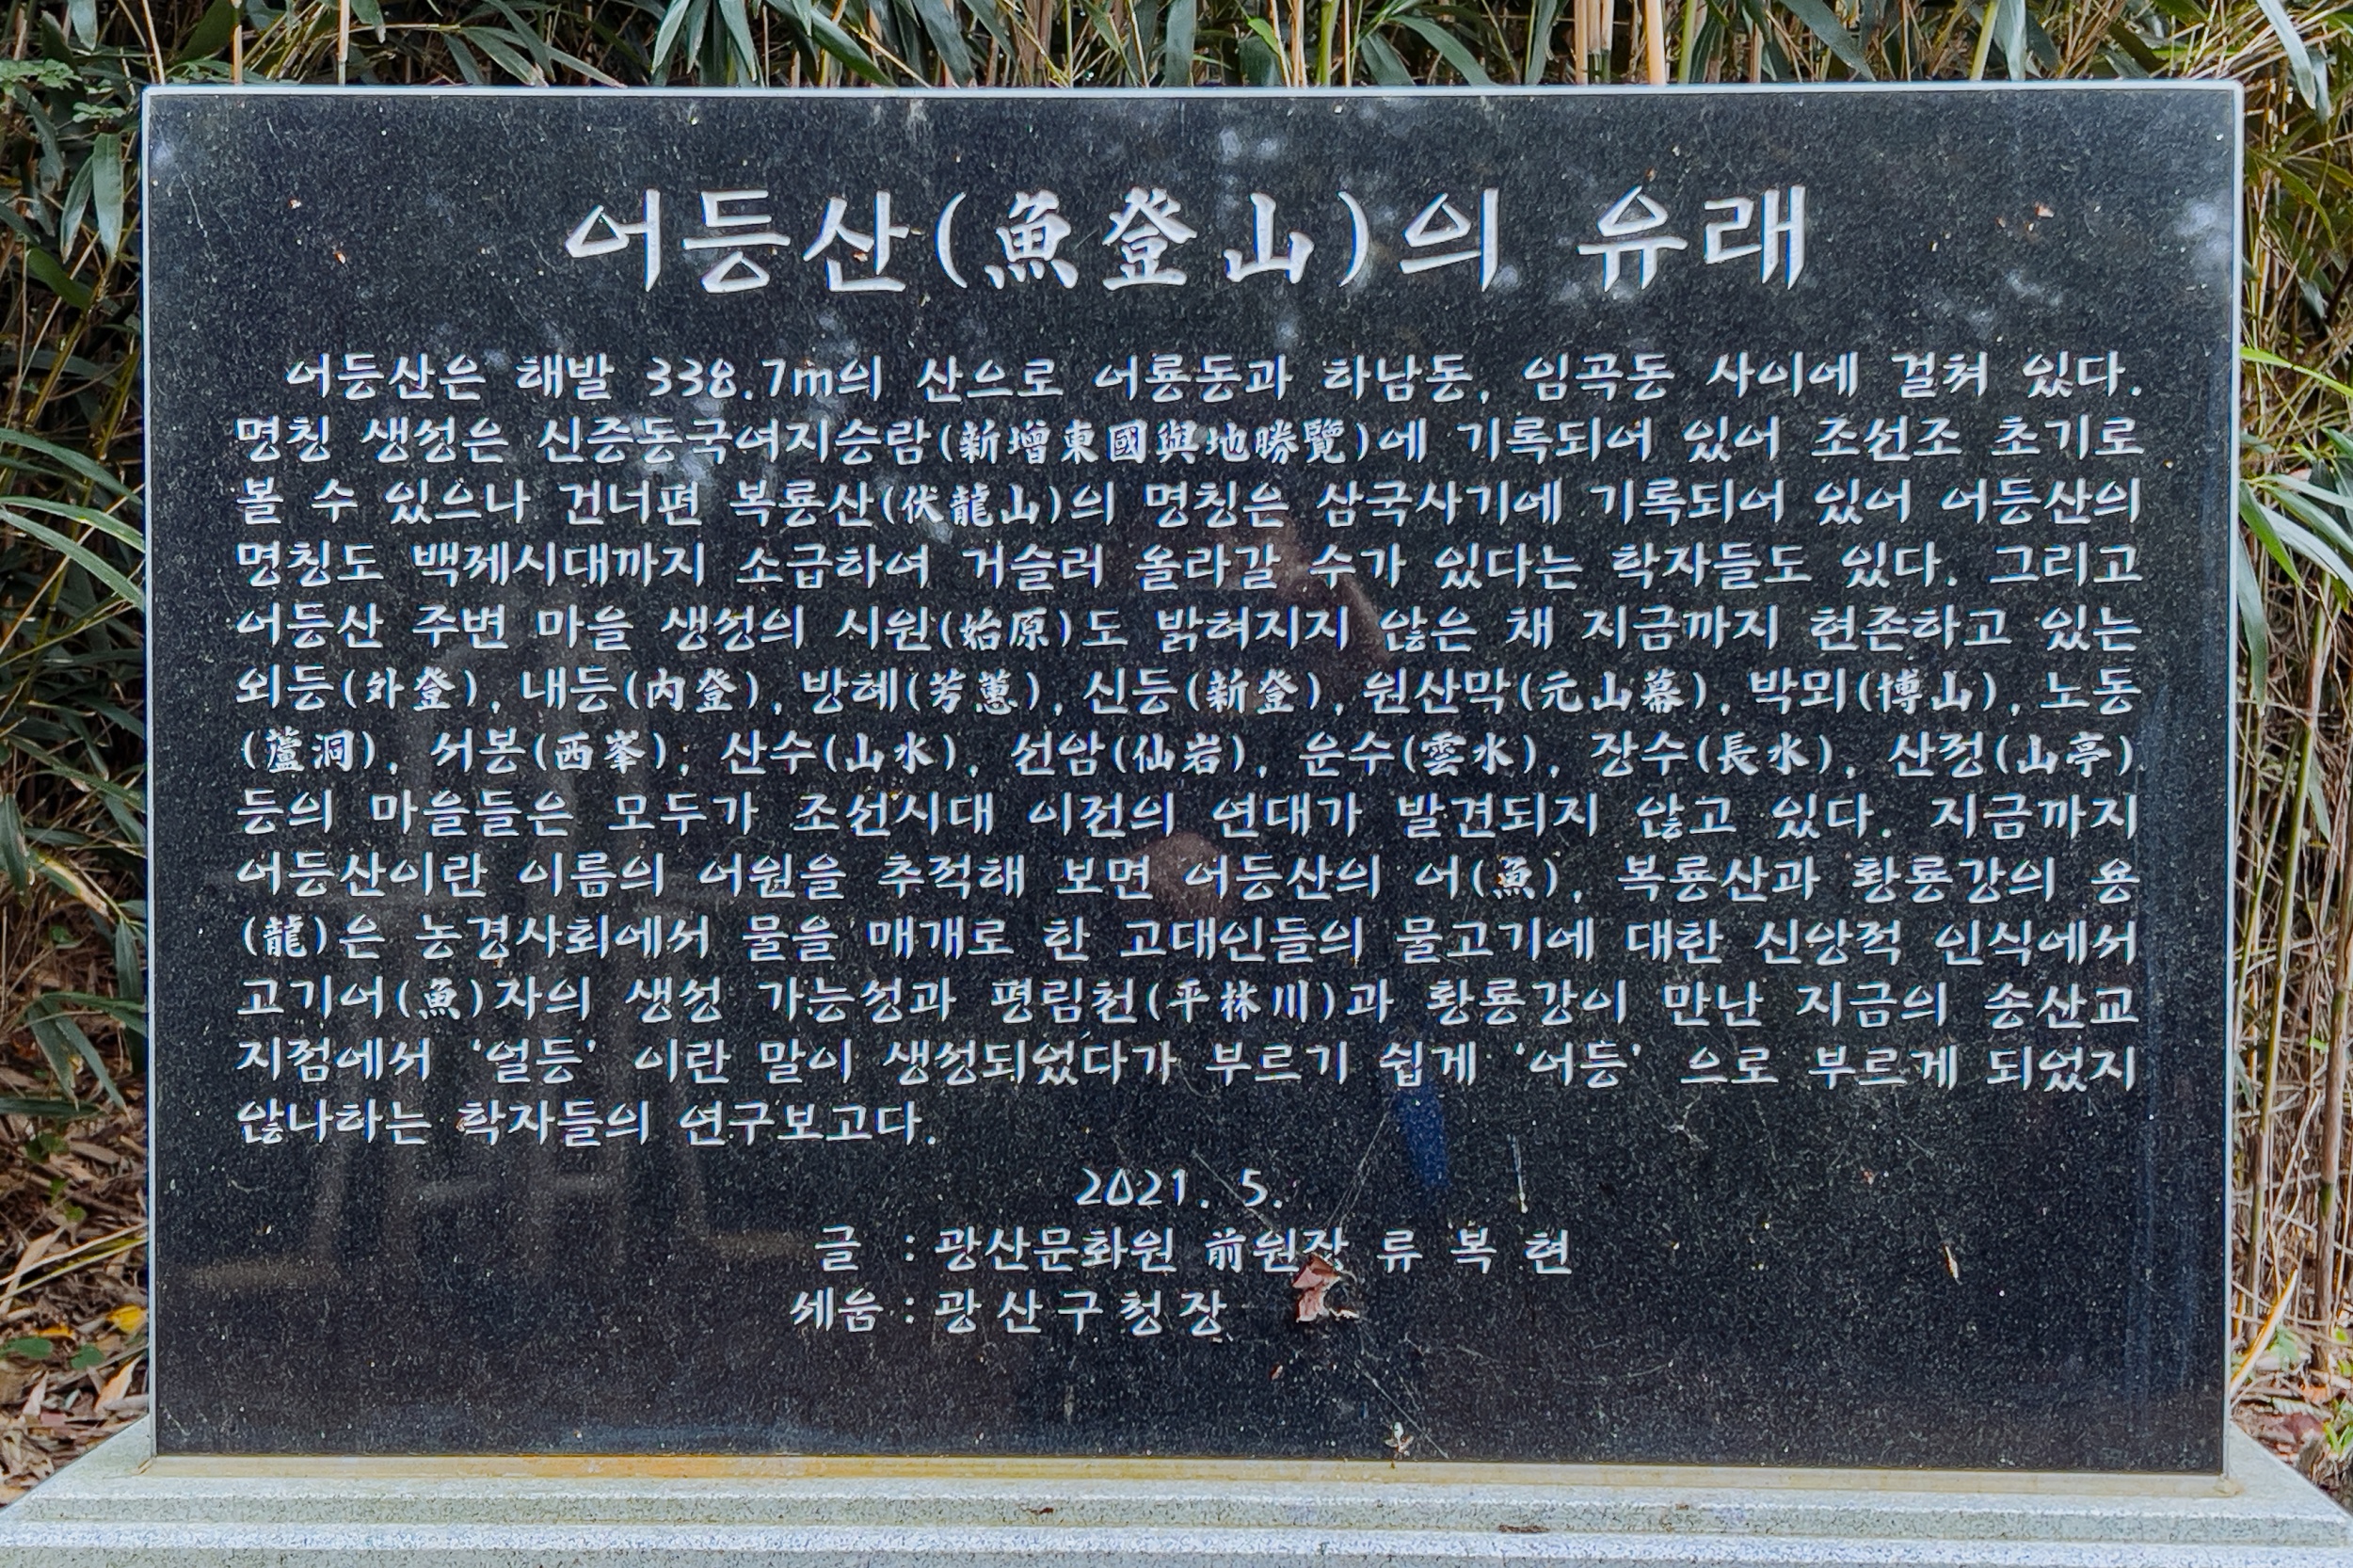 어등산(魚登山)의 유래
어등산은 해발 338.7m의 산으로 어룡동과 하남동, 임곡동 사이에 걸쳐 있다.
명칭 생성은 신증동국여지승람(新增東國與地勝覽)에 기록되어 있어 조선조 초기로
볼 수 있으나 건너편 복룡산(伏龍山)의 명칭은 삼국사기에 기록되어 있어 어등산의
명칭도 백제시대까지 소급하여 거슬러 올라갈 수가 있다는 학자들도 있다. 그리고
어등산 주변 마을 생성의 시원(始原)도 밝혀지지 않은 채 지금까지 현존하고 있는
외등(外登), 내등(內登), 방혜(芳蕙), 신등(新登), 원산막(元山幕), 박뫼(博山), 노동
(蘆洞), 서봉(西峯), 산수(山水), 선암(仙岩), 운수(雲水), 장수(長水), 산정(山亭)
등의 마을들은 모두가 조선시대 이전의 연대가 발견되지 않고 있다. 지금까지
어등산이란 이름의 어원을 추적해 보면 어등산의 어(魚), 복룡산과 황룡강의 용
(龍)은 농경사회에서 물을 매개로 한 고대인들의 물고기에 대한 신앙적 인식에서
고기어(魚)자의 생성 가능성과 평림천(平林川)과 황룡강이 만난 지금의 송산교
지점에서 '얼등' 이란 말이 생성되었다가 부르기 쉽게 '어등' 으로 부르게 되었지
않나하는 학자들의 연구보고다.
2021. 5.
글 : 광산문화원 前원장 류 복 현
세움 : 광산구청장